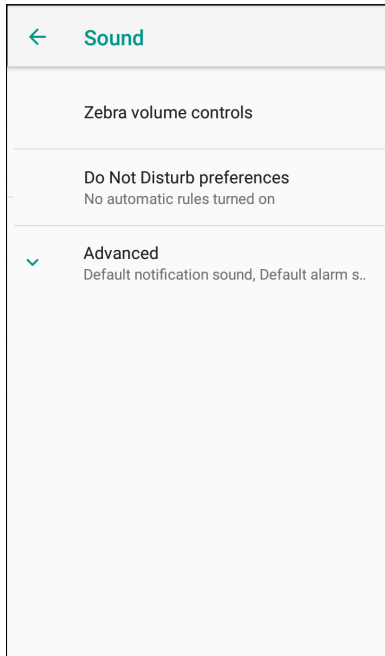 Sound
Zebra volume controls
Do Not Disturb preferences
No automatic rules turned on
Advanced
Default notification sound, Default alarm s..